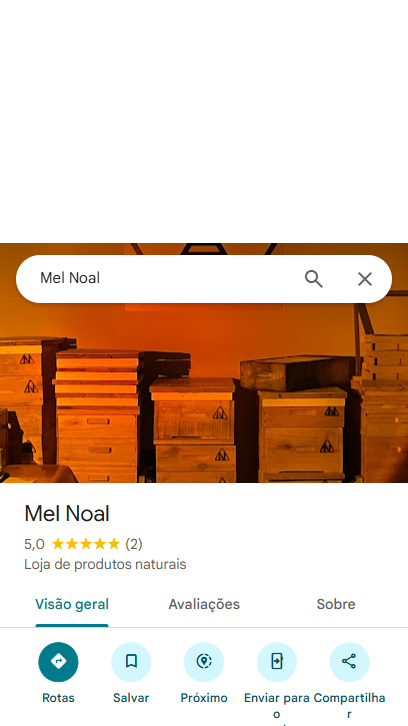 Mel Noal
Mel Noal
5,0 (2)
Loja de produtos naturais
Visão geral Avaliações Sobre
Rotas Salvar Próximo Enviar para o Compartilhar